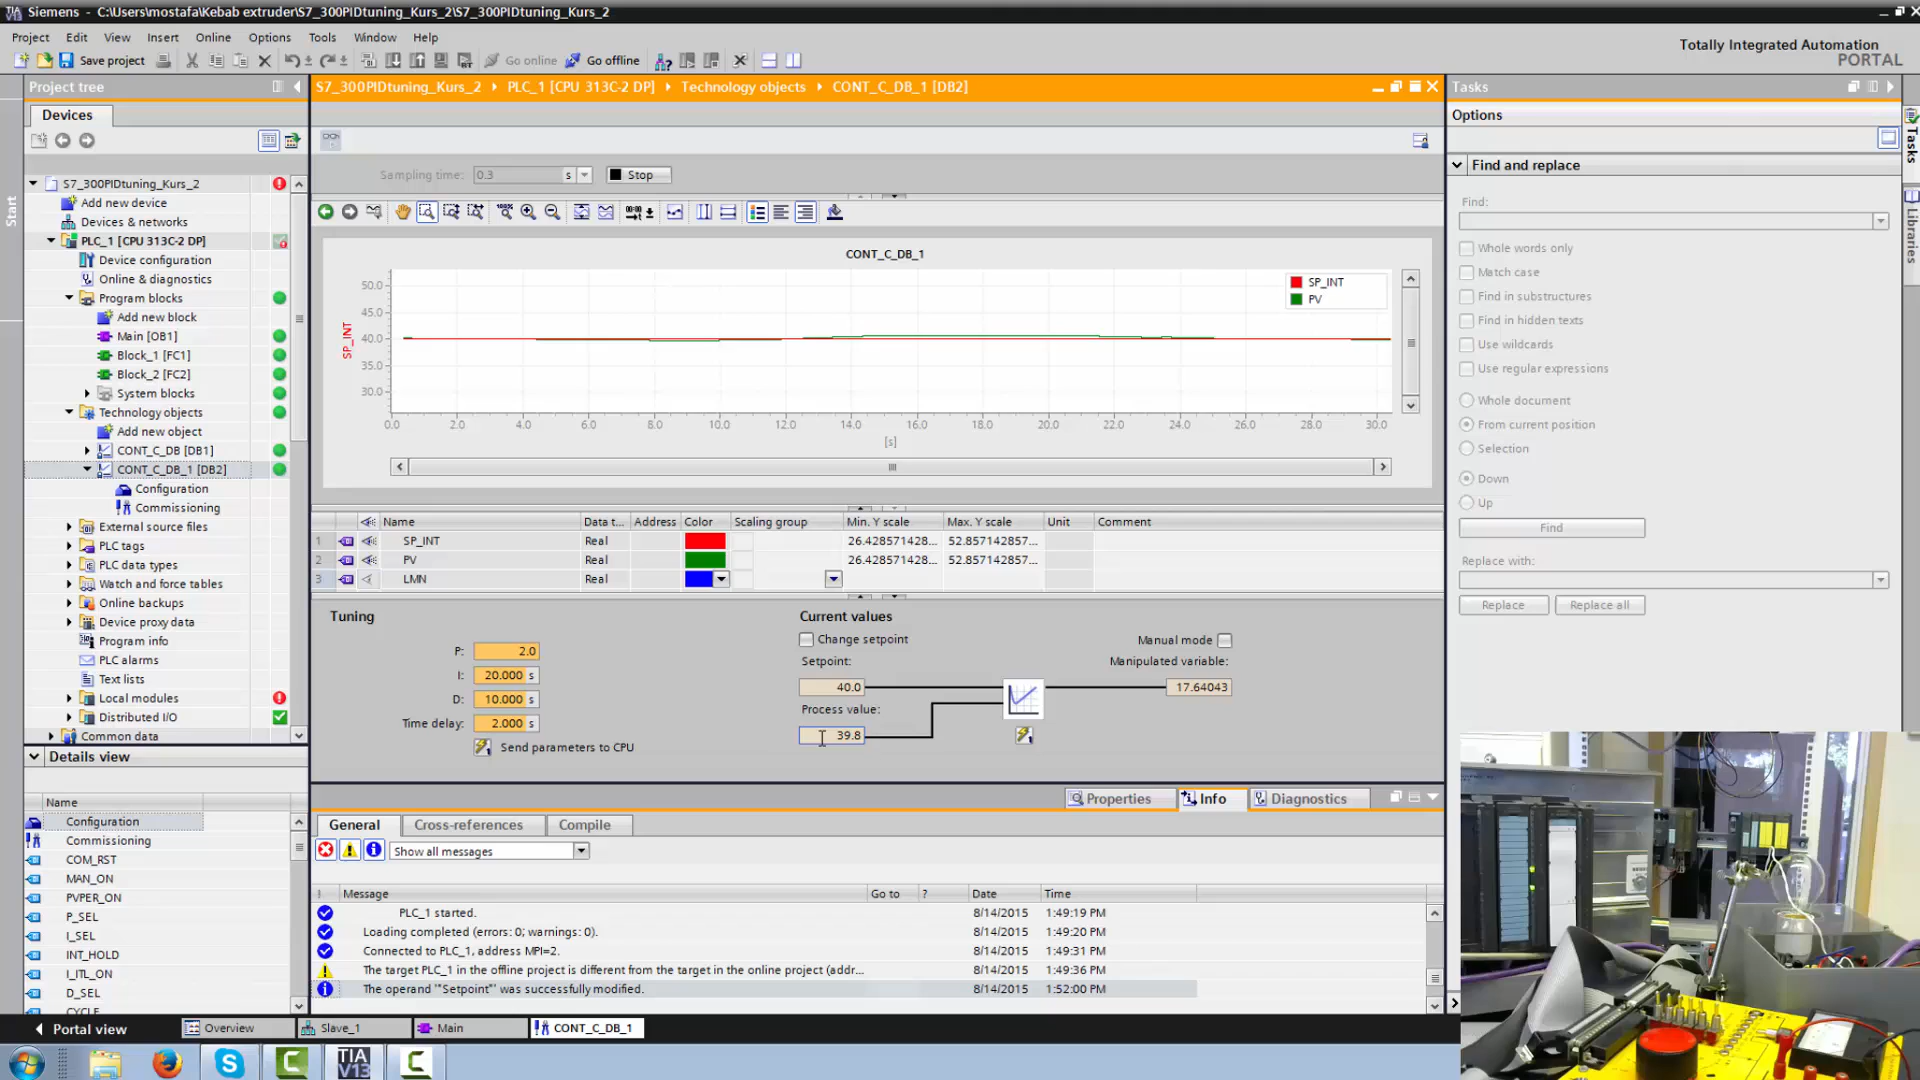 Siemens - C:\Users\mostafa\Kebab extruder\S7_300PIDtuning_Kurs_2\S7_300PIDtuning_Kurs_2
Project Edit View Insert Online Options Tools Window Help
Totally Integrated Automation
PORTAL
Save project Go online Go offline
Project tree
S7_300PIDtuning_Kurs_2 PLC_1 [CPU 313C-2 DP] Technology objects CONT_C_DB_1 [DB2]
Tasks
Devices
Start
S7_300PIDtuning_Kurs_2
Add new device
Devices & networks
PLC_1 [CPU 313C-2 DP]
Device configuration
Online & diagnostics
Program blocks
Add new block
Main [OB1]
Block_1 [FC1]
Block_2 [FC2]
System blocks
Technology objects
Add new object
CONT_C_DB [DB1]
CONT_C_DB_1 [DB2]
Configuration
Commissioning
External source files
PLC tags
PLC data types
Watch and force tables
Online backups
Device proxy data
Program info
PLC alarms
Text lists
Local modules
Distributed I/O
Common data
Details view
Name
Configuration
Commissioning
COM_RST
MAN_ON
PVPER_ON
P_SEL
I_SEL
INT_HOLD
I_ITL_ON
D_SEL
CYCLE
Sampling time: 0.3 s Stop
CONT_C_DB_1
SP_INT
PV
SP_INT
50.0
45.0
40.0
35.0
30.0
0.0 2.0 4.0 6.0 8.0 10.0 12.0 14.0 16.0 18.0 20.0 22.0 24.0 26.0 28.0 30.0
[s]
Name Data t... Address Color Scaling group Min. Y scale Max. Y scale Unit Comment
1 SP_INT Real 26.428571428... 52.857142857...
2 PV Real 26.428571428... 52.857142857...
3 LMN Real
Tuning
P: 2.0
I: 20.000 s
D: 10.000 s
Time delay: 2.000 s
Send parameters to CPU
Current values
Change setpoint
Setpoint:
40.0
Process value:
39.8
Manual mode
Manipulated variable:
17.64043
Properties Info Diagnostics
General Cross-references Compile
Show all messages
! Message Go to ? Date Time
PLC_1 started. 8/14/2015 1:49:19 PM
Loading completed (errors: 0; warnings: 0). 8/14/2015 1:49:20 PM
Connected to PLC_1, address MPI=2. 8/14/2015 1:49:31 PM
The target PLC_1 in the offline project is different from the target in the online project (addr... 8/14/2015 1:49:36 PM
The operand '"Setpoint"' was successfully modified. 8/14/2015 1:52:00 PM
Options
Find and replace
Find:
Whole words only
Match case
Find in substructures
Find in hidden texts
Use wildcards
Use regular expressions
Whole document
From current position
Selection
Down
Up
Find
Replace with:
Replace Replace all
Tasks
Libraries
Portal view Overview Slave_1 Main CONT_C_DB_1
TIA
V13